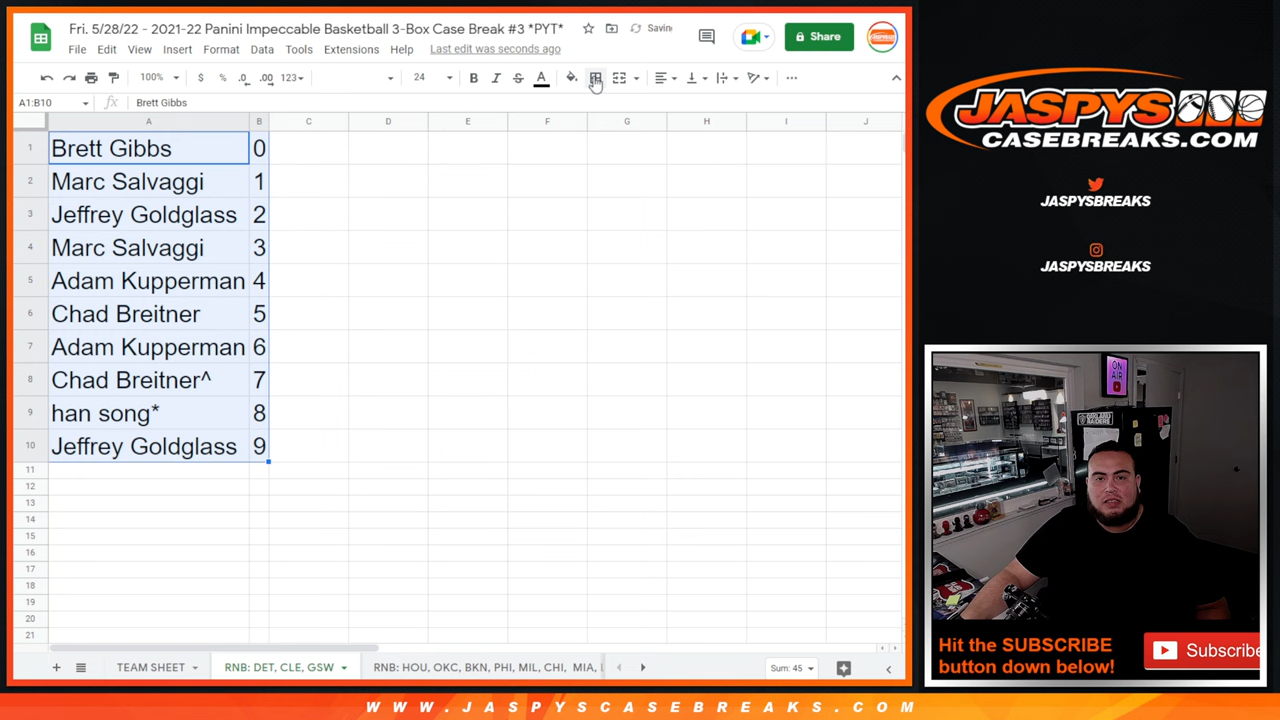 Fri. 5/28/22 - 2021-22 Panini Impeccable Basketball 3-Box Case Break #3 *PYT*
Saving
Share
File Edit View Insert Format Data Tools Extensions Help Last edit was seconds ago
100% $ % .0 .00 123 24 B I S A
A1:B10 fx Brett Gibbs
A B C D E F G H I J
1 Brett Gibbs 0
2 Marc Salvaggi 1
3 Jeffrey Goldglass 2
4 Marc Salvaggi 3
5 Adam Kupperman 4
6 Chad Breitner 5
7 Adam Kupperman 6
8 Chad Breitner^ 7
9 han song* 8
10 Jeffrey Goldglass 9
11
12
13
14
15
16
17
18
19
20
21
TEAM SHEET RNB: DET, CLE, GSW RNB: HOU, OKC, BKN, PHI, MIL, CHI, MIA, Sum: 45
JASPYS
CASEBREAKS.COM
JASPYSBREAKS
JASPYSBREAKS
ON AIR
Hit the SUBSCRIBE
button down below!
Subscribe
WWW.JASPYSCASEBREAKS.COM